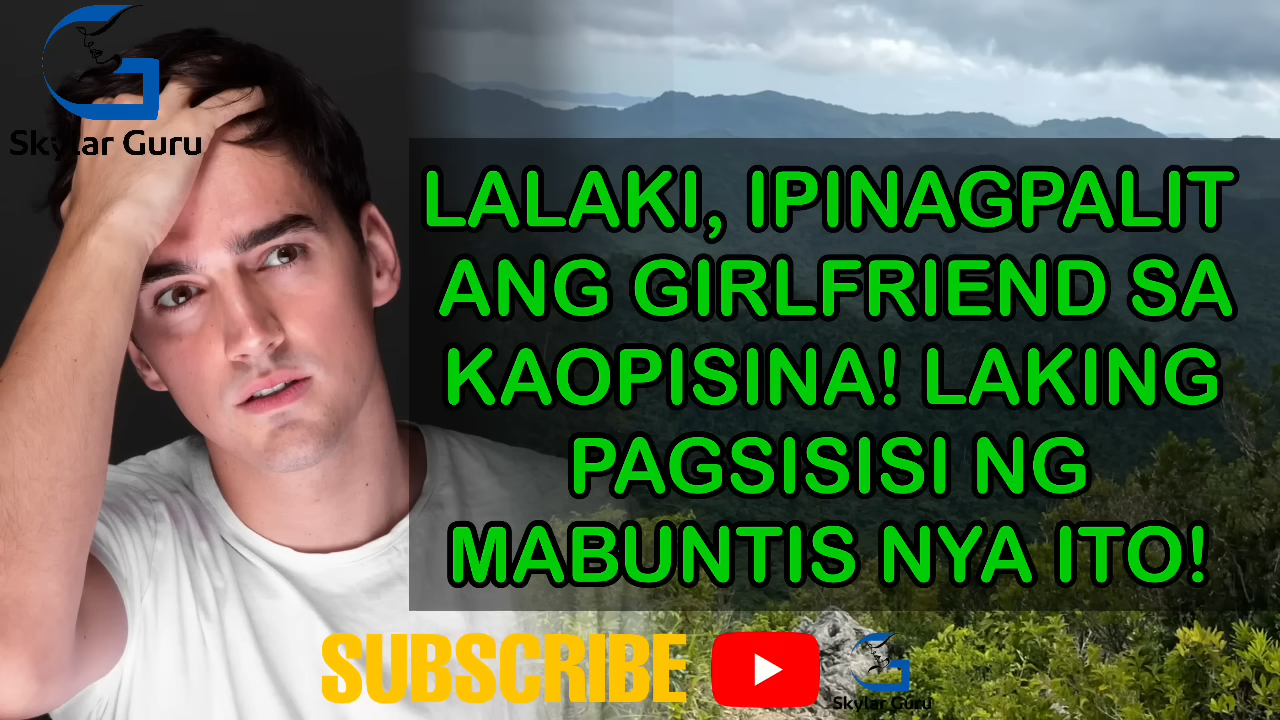 Skylar Guru
LALAKI, IPINAGPALIT
ANG GIRLFRIEND SA
KAOPISINA! LAKING
PAGSISISI NG
MABUNTIS NYA ITO!
SUBSCRIBE
Skylar Guru